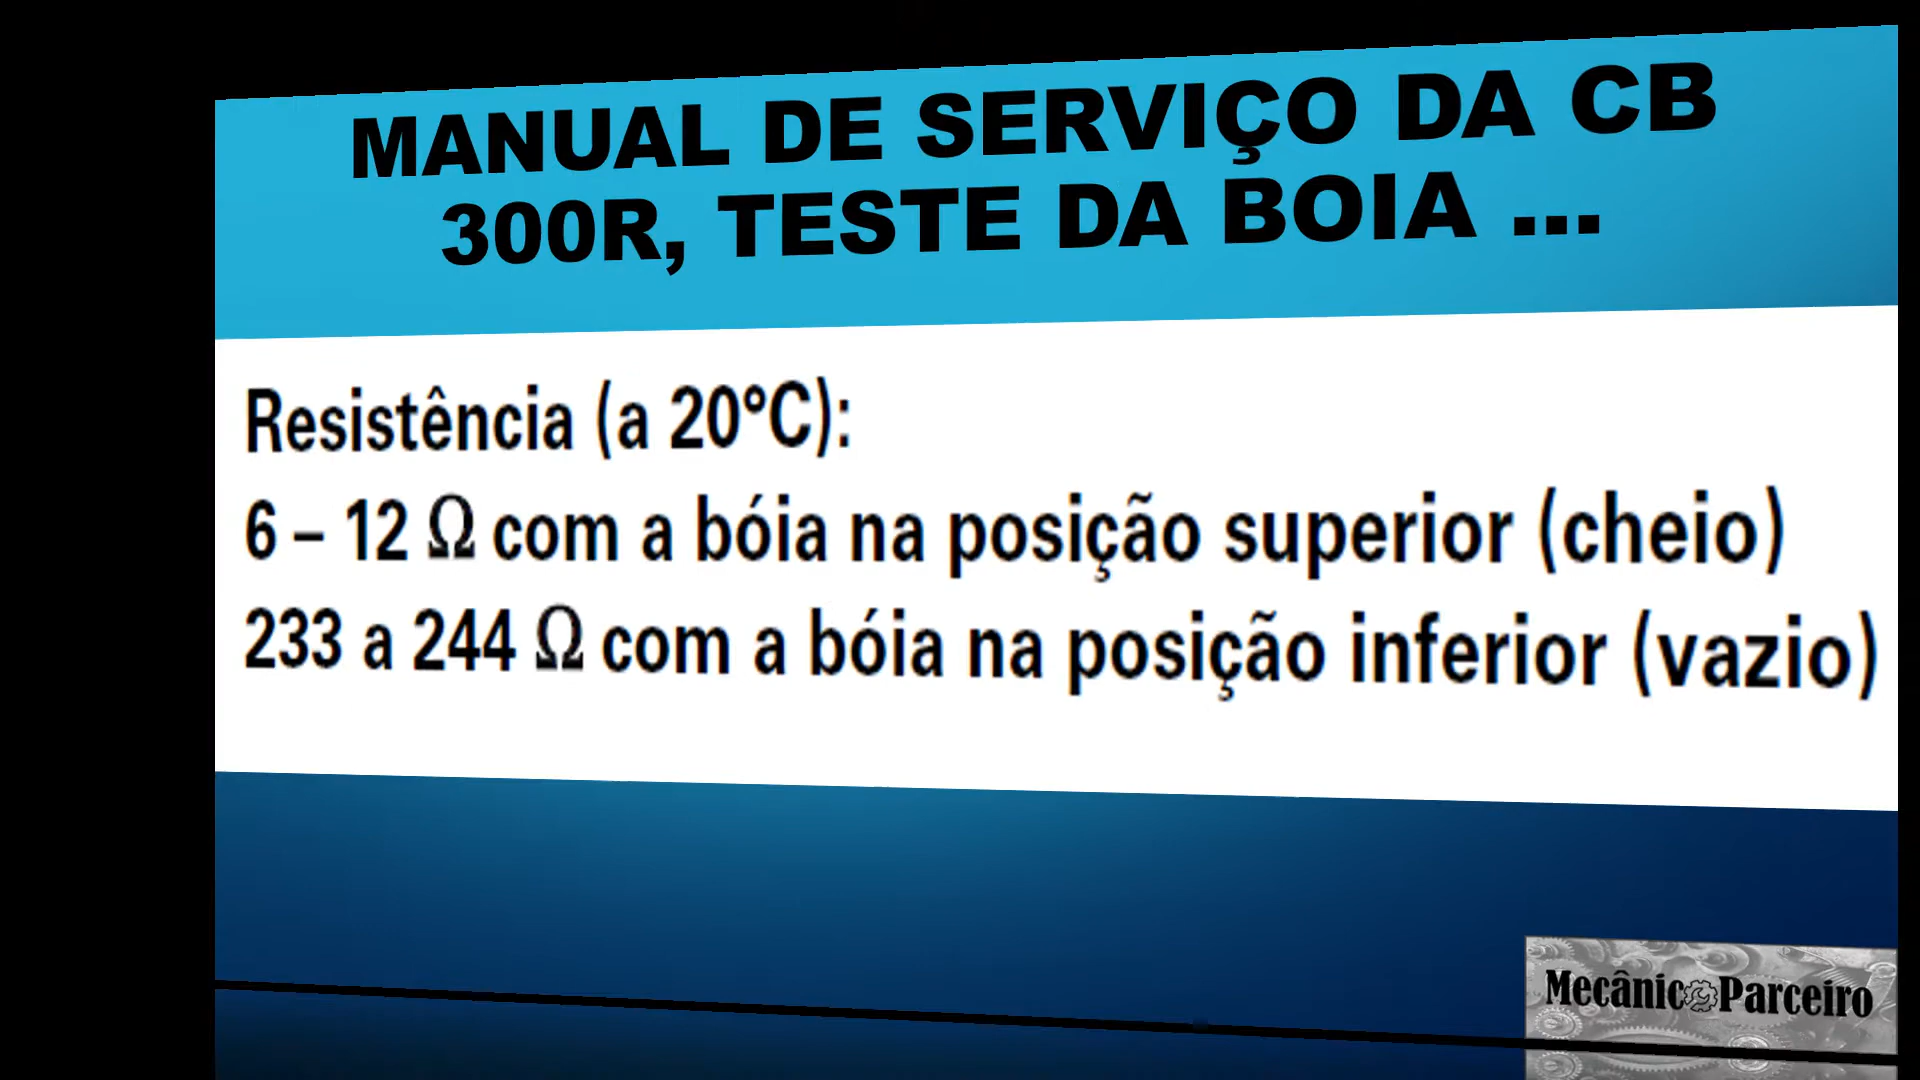 MANUAL DE SERVIÇO DA CB
300R, TESTE DA BOIA ...
Resistência (a 20°C):
6 – 12 Ω com a bóia na posição superior (cheio)
233 a 244 Ω com a bóia na posição inferior (vazio)
Mecânico Parceiro